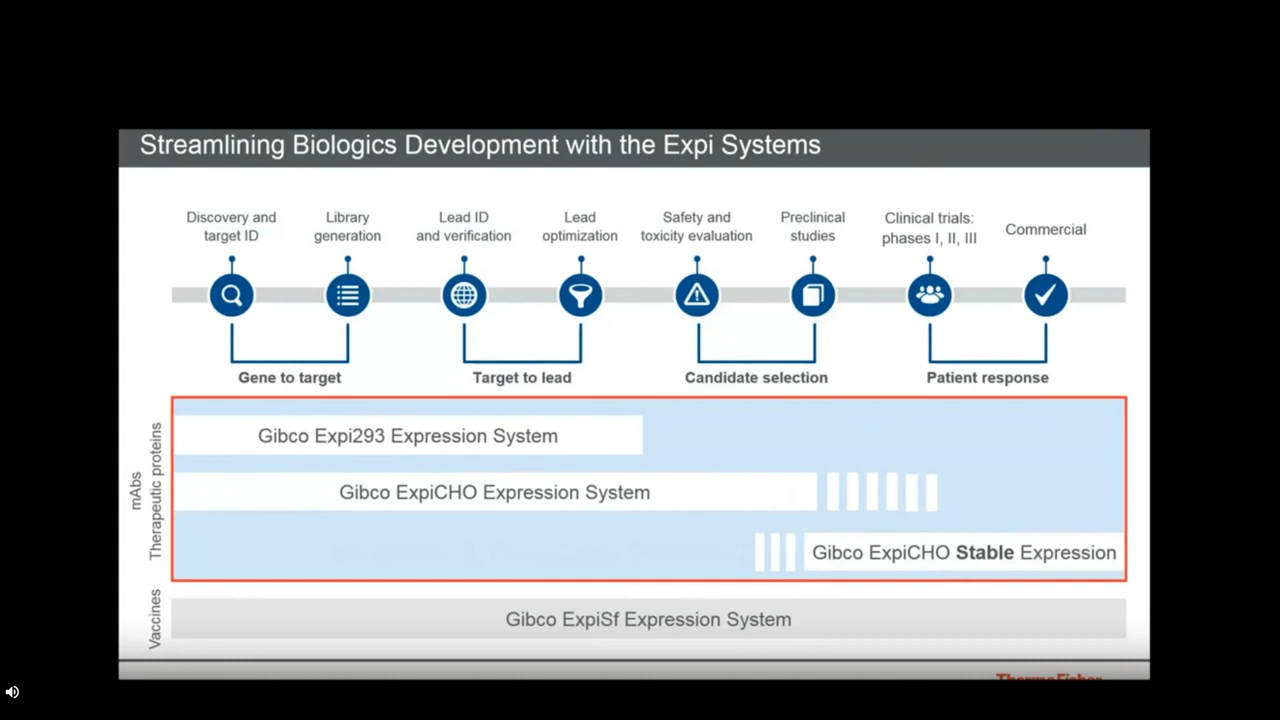 Streamlining Biologics Development with the Expi Systems
Discovery and
target ID
Library
generation
Lead ID
and verification
Lead
optimization
Safety and
toxicity evaluation
Preclinical
studies
Clinical trials:
phases I, II, III
Commercial
Gene to target
Target to lead
Candidate selection
Patient response
mAbs
Therapeutic proteins
Gibco Expi293 Expression System
Gibco ExpiCHO Expression System
Gibco ExpiCHO Stable Expression
Vaccines
Gibco ExpiSf Expression System
ThermoFisher